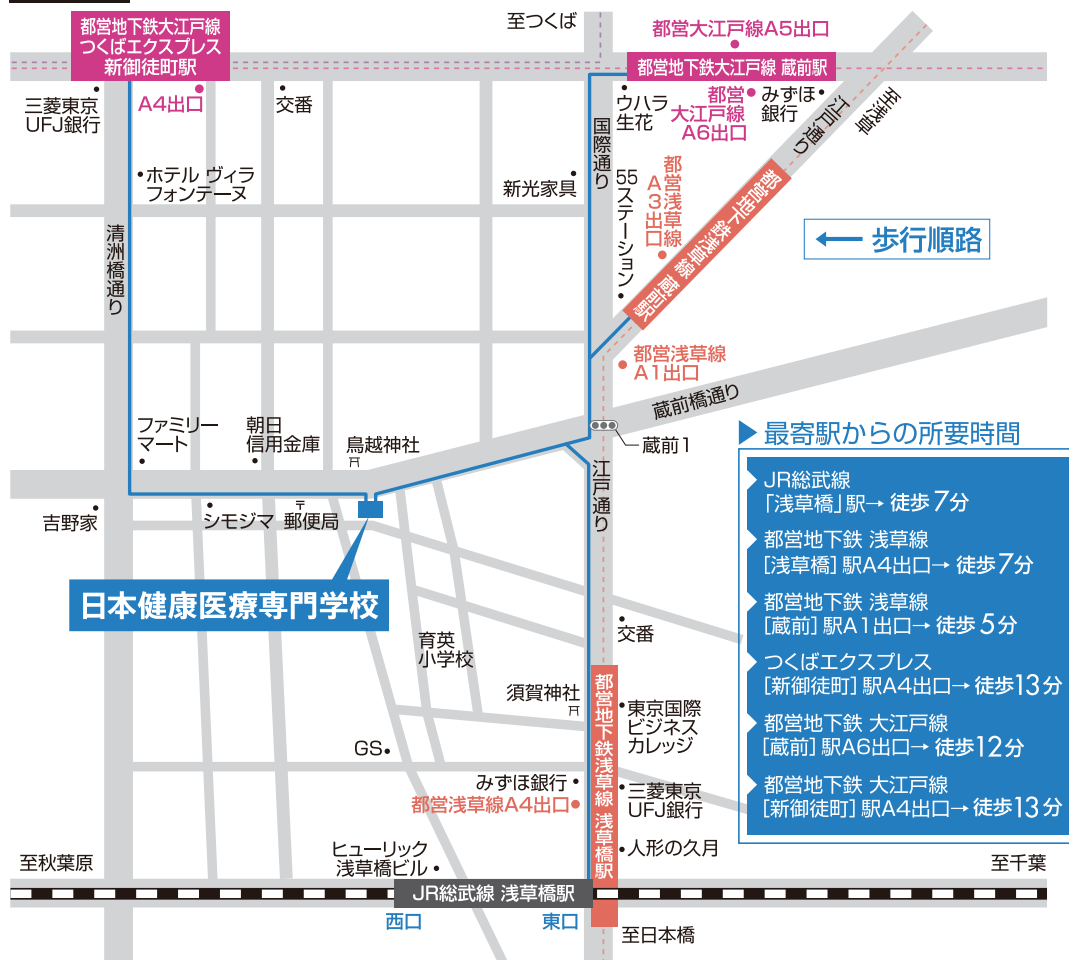 都営地下鉄大江戸線
つくばエクスプレス
新御徒町駅
至つくば
都営大江戸線A5出口
都営地下鉄大江戸線 蔵前駅
三菱東京
UFJ銀行
A4出口
交番
ウハラ
生花
都営
大江戸線
A6出口
みずほ
銀行
江戸通り
至浅草
国際通り
ホテル ヴィラ
フォンテーヌ
新光家具
55ステーション
都営浅草線
A3出口
都営地下鉄浅草線 蔵前駅
←歩行順路
清洲橋通り
都営浅草線
A1出口
蔵前橋通り
ファミリー
マート
朝日
信用金庫
鳥越神社
蔵前1
江戸通り
吉野家
シモジマ
〒
郵便局
日本健康医療専門学校
最寄駅からの所要時間
JR総武線
「浅草橋」駅→ 徒歩7分
都営地下鉄 浅草線
[浅草橋] 駅A4出口→ 徒歩7分
都営地下鉄 浅草線
[蔵前] 駅A1出口→ 徒歩5分
つくばエクスプレス
[新御徒町] 駅A4出口→ 徒歩13分
都営地下鉄 大江戸線
[蔵前] 駅A6出口→ 徒歩12分
都営地下鉄 大江戸線
[新御徒町] 駅A4出口→ 徒歩13分
交番
育英
小学校
須賀神社
都営地下鉄浅草線 浅草橋駅
東京国際
ビジネス
カレッジ
GS
みずほ銀行
都営浅草線A4出口
三菱東京
UFJ銀行
人形の久月
ヒューリック
浅草橋ビル
至秋葉原
至千葉
JR総武線 浅草橋駅
西口
東口
至日本橋